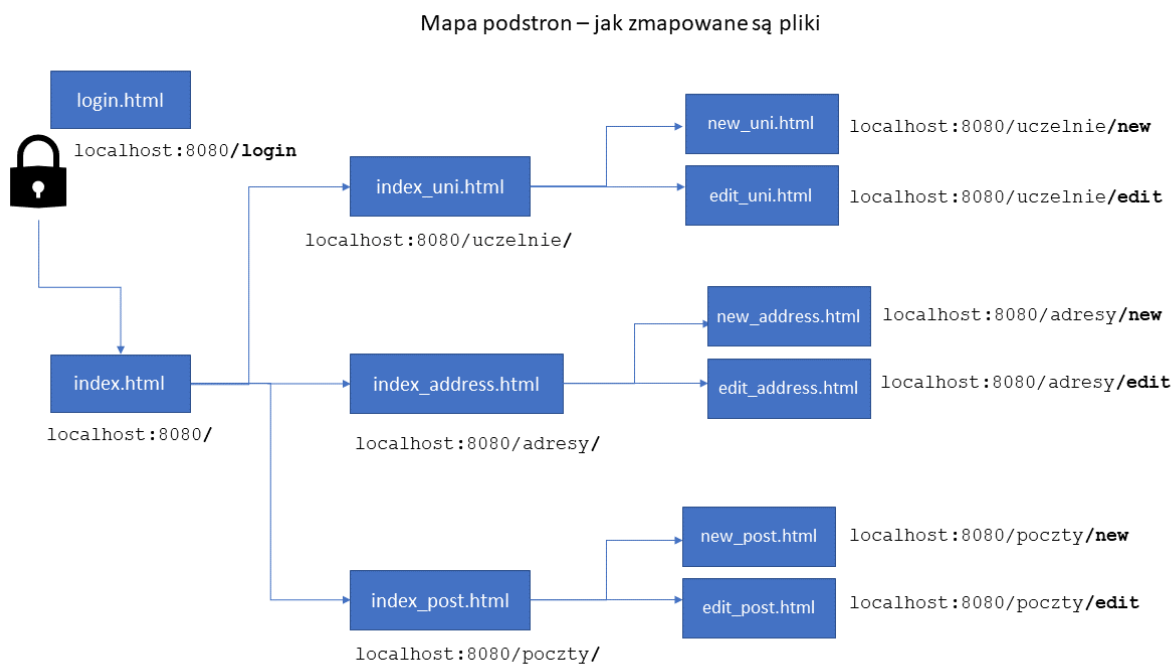 Mapa podstron – jak zmapowane są pliki
login.html
localhost:8080/login
index.html
localhost:8080/
index_uni.html
localhost:8080/uczelnie/
new_uni.html
localhost:8080/uczelnie/new
edit_uni.html
localhost:8080/uczelnie/edit
index_address.html
localhost:8080/adresy/
new_address.html
localhost:8080/adresy/new
edit_address.html
localhost:8080/adresy/edit
index_post.html
localhost:8080/poczty/
new_post.html
localhost:8080/poczty/new
edit_post.html
localhost:8080/poczty/edit